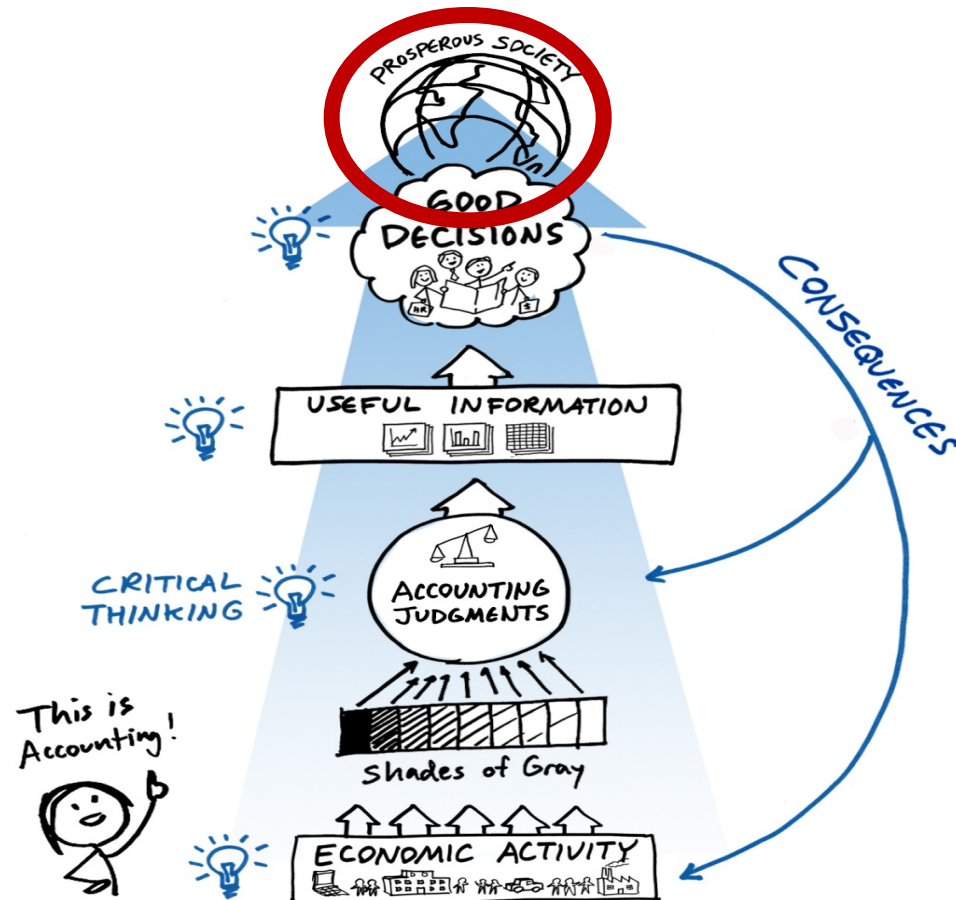 PROSPEROUS SOCIETY
GOOD
DECISIONS
HR
$
CONSEQUENCES
USEFUL INFORMATION
CRITICAL
THINKING
ACCOUNTING
JUDGMENTS
This is
Accounting!
Shades of Gray
ECONOMIC ACTIVITY